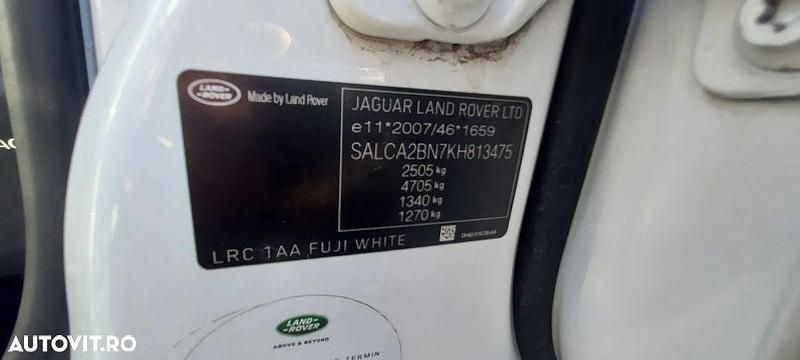 LAND-
-ROVER
Made by Land Rover
JAGUAR LAND ROVER LTD
e11*2007/46*1659
SALCA2BN7KH813475
2505 kg
4705 kg
1340 kg
1270 kg
LRC 1AA FUJI WHITE
LAND-
-ROVER
ABOVE & BEYOND
TERMIN
AUTOVIT.RO